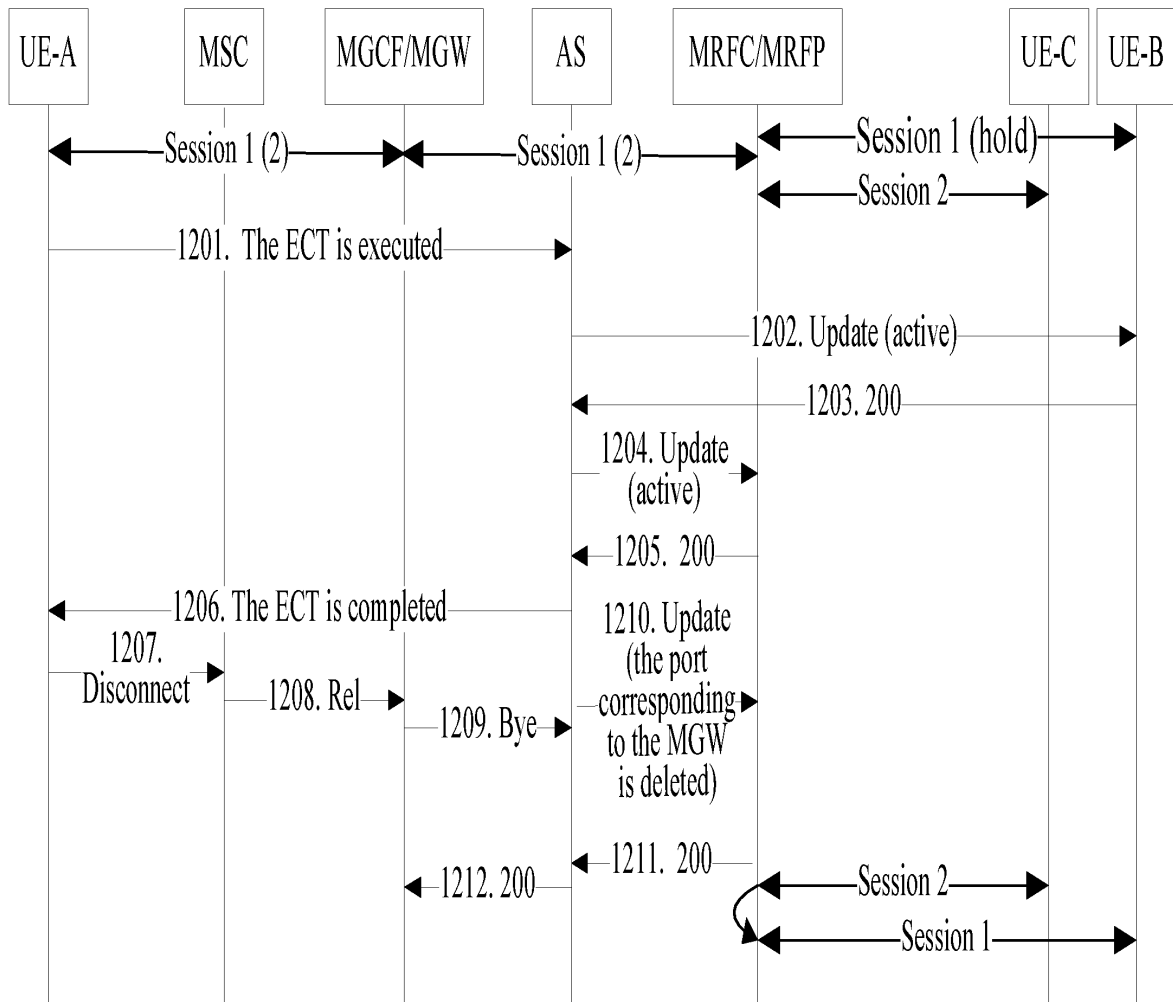 UE-A
MSC
MGCF/MGW
AS
MRFC/MRFP
UE-C
UE-B
Session 1 (2)
Session 1 (2)
Session 1 (hold)
Session 2
1201.  The ECT is executed
1202. Update (active)
1203. 200
1204. Update
(active)
1205.  200
1206. The ECT is completed
1207.
Disconnect
1208. Rel
1209. Bye
1210. Update
(the port
corresponding
to the MGW
is deleted)
1211.  200
1212. 200
Session 2
Session 1